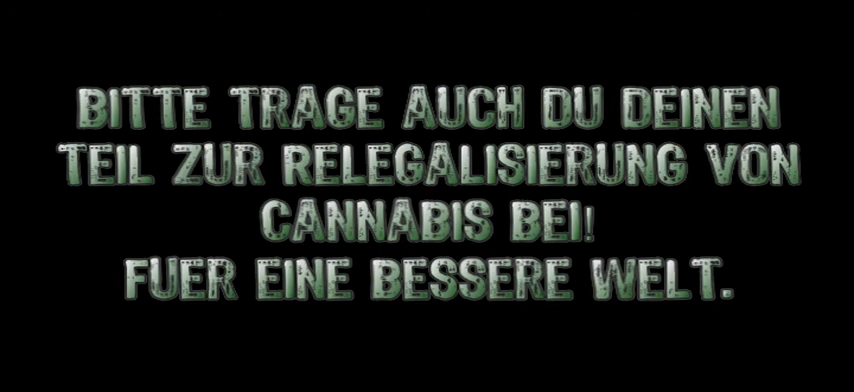 BITTE TRAGE AUCH DU DEINEN
TEIL ZUR RELEGALISIERUNG VON
CANNABIS BEI!
FUER EINE BESSERE WELT.